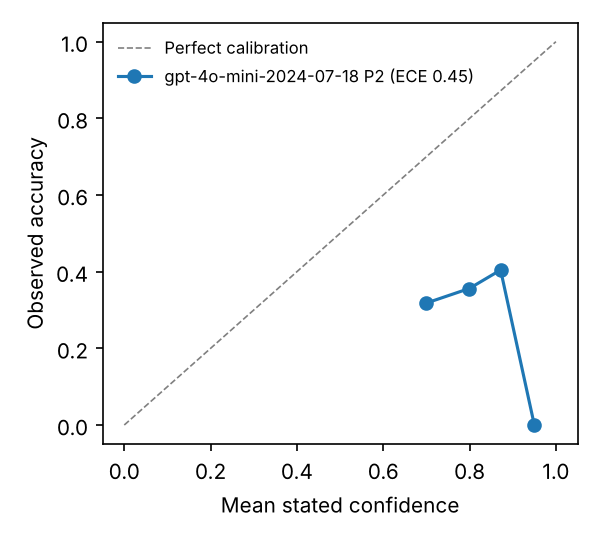 Perfect calibration
gpt-4o-mini-2024-07-18 P2 (ECE 0.45)
Observed accuracy
1.0
0.8
0.6
0.4
0.2
0.0
0.0 0.2 0.4 0.6 0.8 1.0
Mean stated confidence